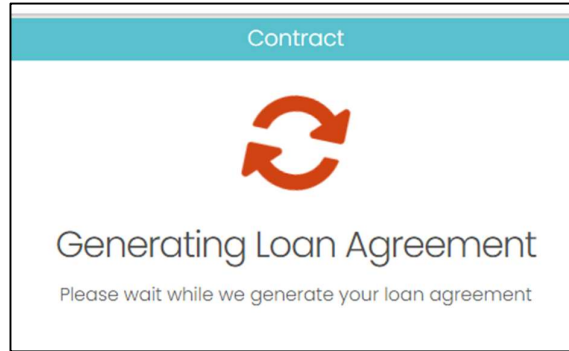 Contract
Generating Loan Agreement
Please wait while we generate your loan agreement